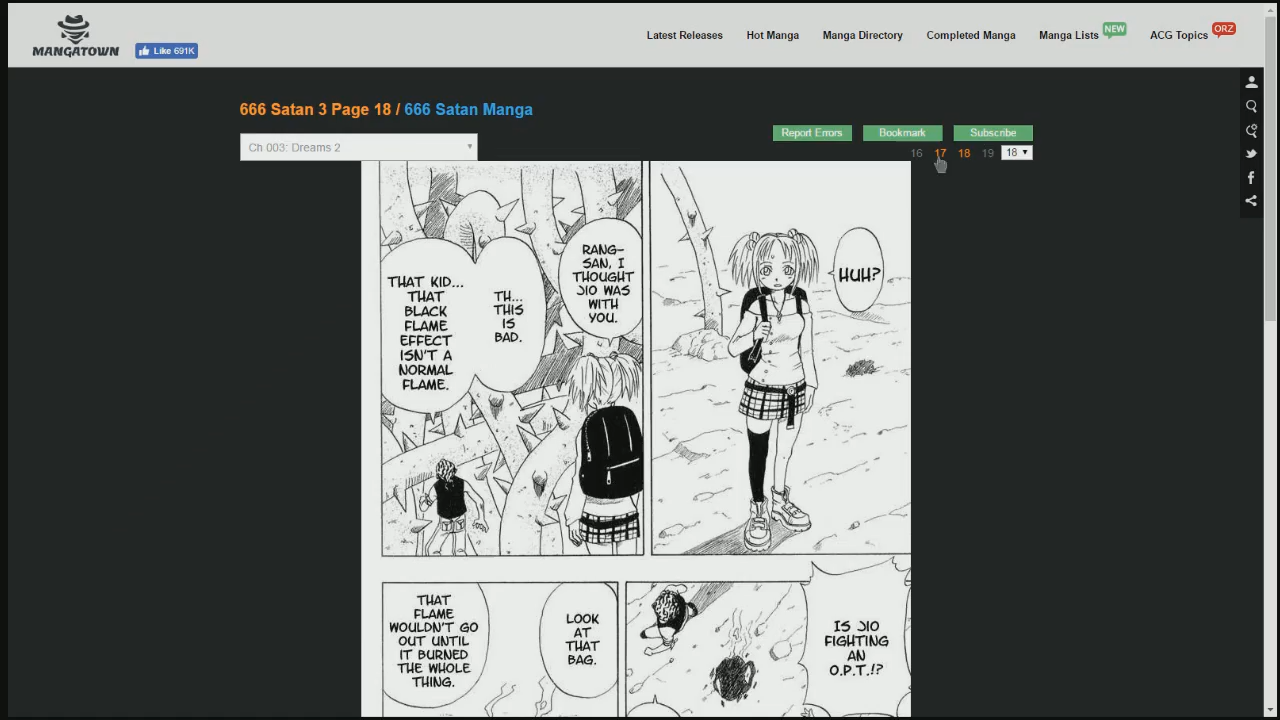 MANGATOWN
Like 691K
Latest Releases
Hot Manga
Manga Directory
Completed Manga
Manga Lists
NEW
ACG Topics
ORZ
666 Satan 3 Page 18 / 666 Satan Manga
Report Errors
Bookmark
Subscribe
Ch 003: Dreams 2
16 17 18 19 18
HUH?
RANG-
SAN, I
THOUGHT
JIO WAS
WITH
YOU.
TH...
THIS
IS
BAD.
THAT KID...
THAT
BLACK
FLAME
EFFECT
ISN'T A
NORMAL
FLAME.
IS JIO
FIGHTING
AN
O.P.T.!?
LOOK
AT
THAT
BAG.
THAT
FLAME
WOULDN'T GO
OUT UNTIL
IT BURNED
THE WHOLE
THING.